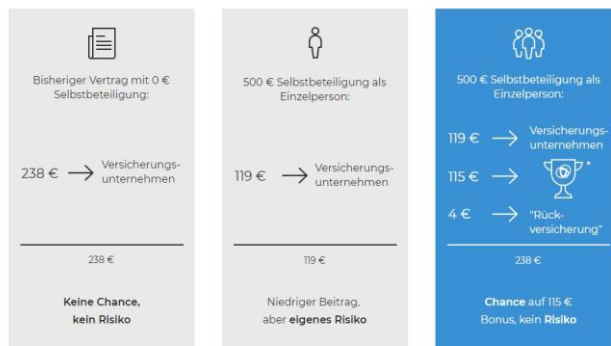 Bisheriger Vertrag mit 0 €
Selbstbeteiligung:
238 € → Versicherungs-
unternehmen
238 €
Keine Chance,
kein Risiko
500 € Selbstbeteiligung als
Einzelperson:
119 € → Versicherungs-
unternehmen
119 €
Niedriger Beitrag,
aber eigenes Risiko
500 € Selbstbeteiligung als
Einzelperson:
119 € → Versicherungs-
unternehmen
115 € → *
4 € → "Rück-
versicherung"
238 €
Chance auf 115 €
Bonus, kein Risiko